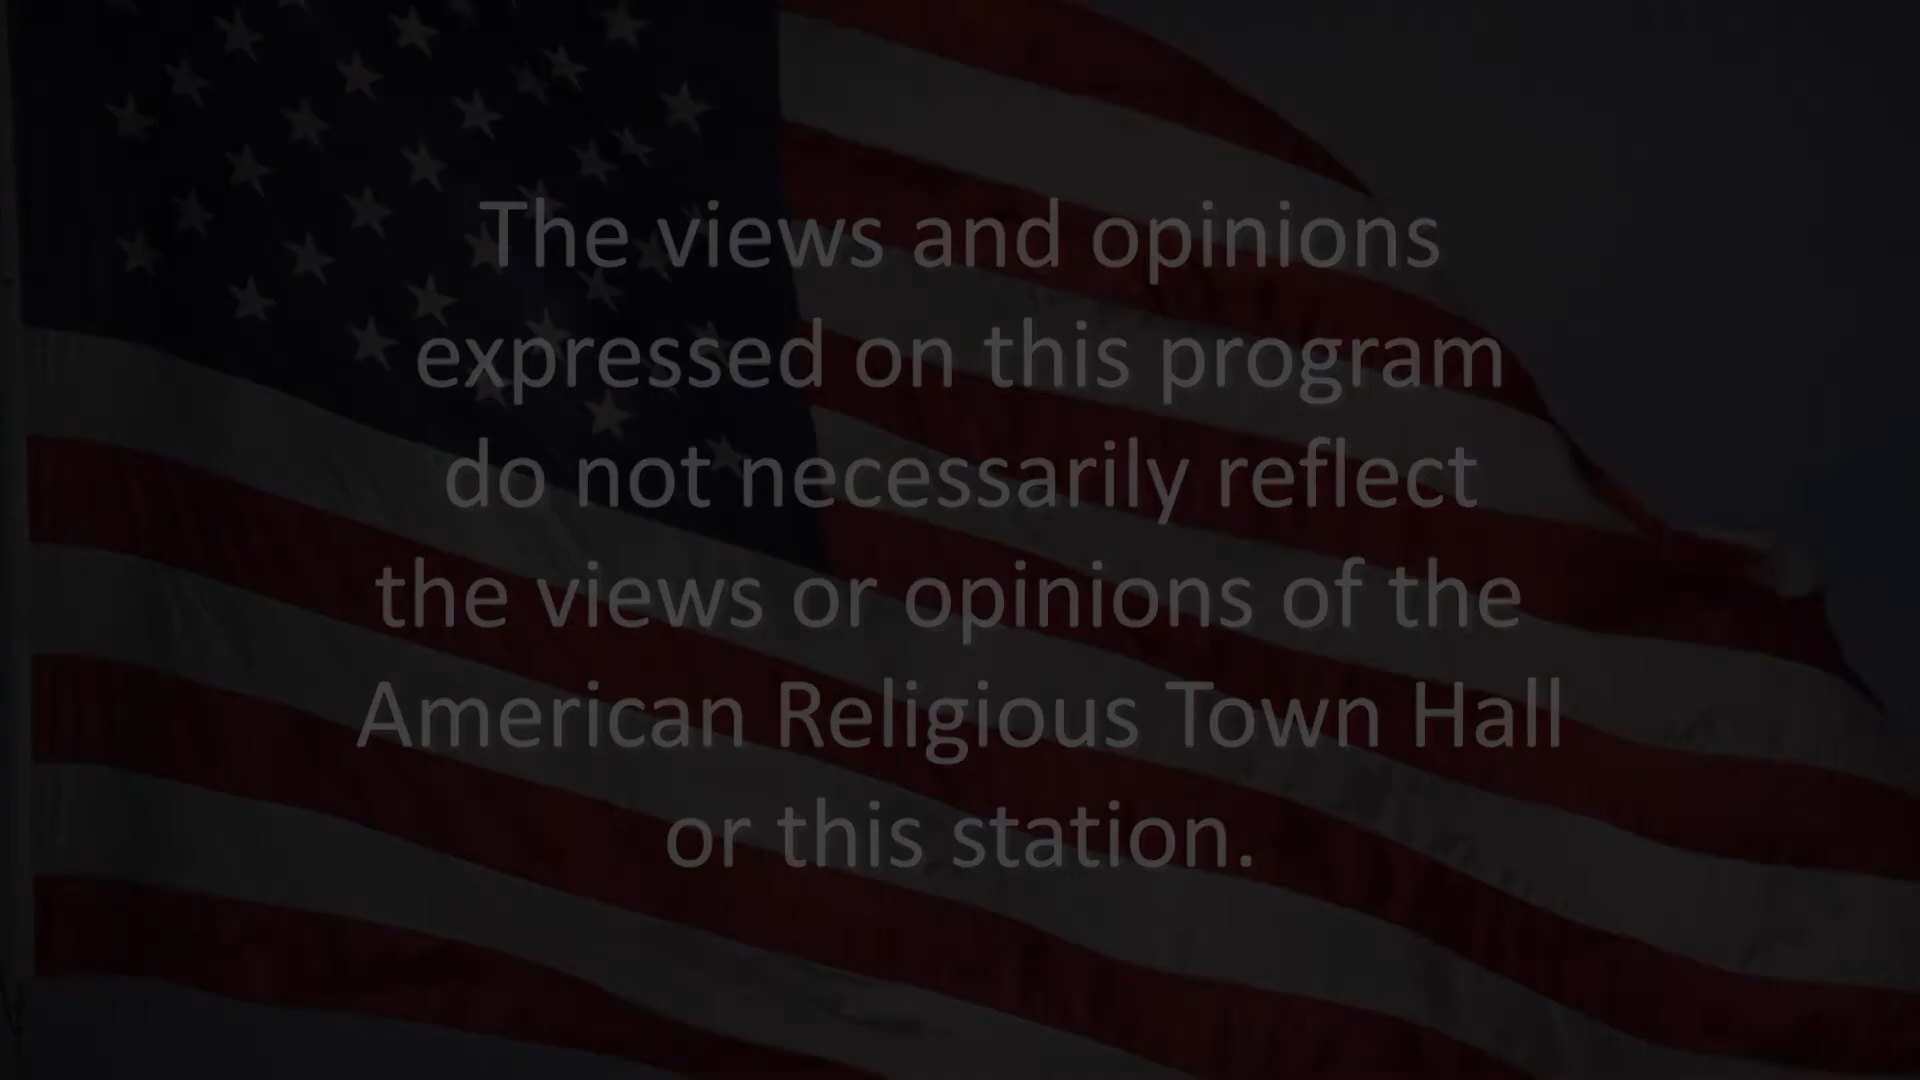 The views and opinions
expressed on this program
do not necessarily reflect
the views or opinions of the
American Religious Town Hall
or this station.